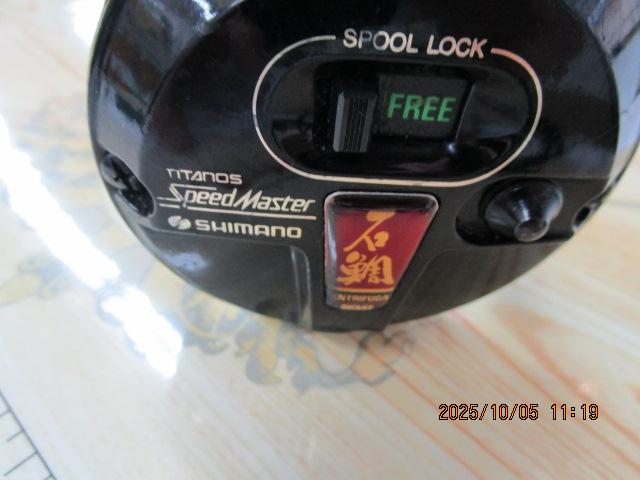 SPOOL LOCK
FREE
TITANOS
SpeedMaster
SHIMANO
石
鯛
2025/10/05 11:19